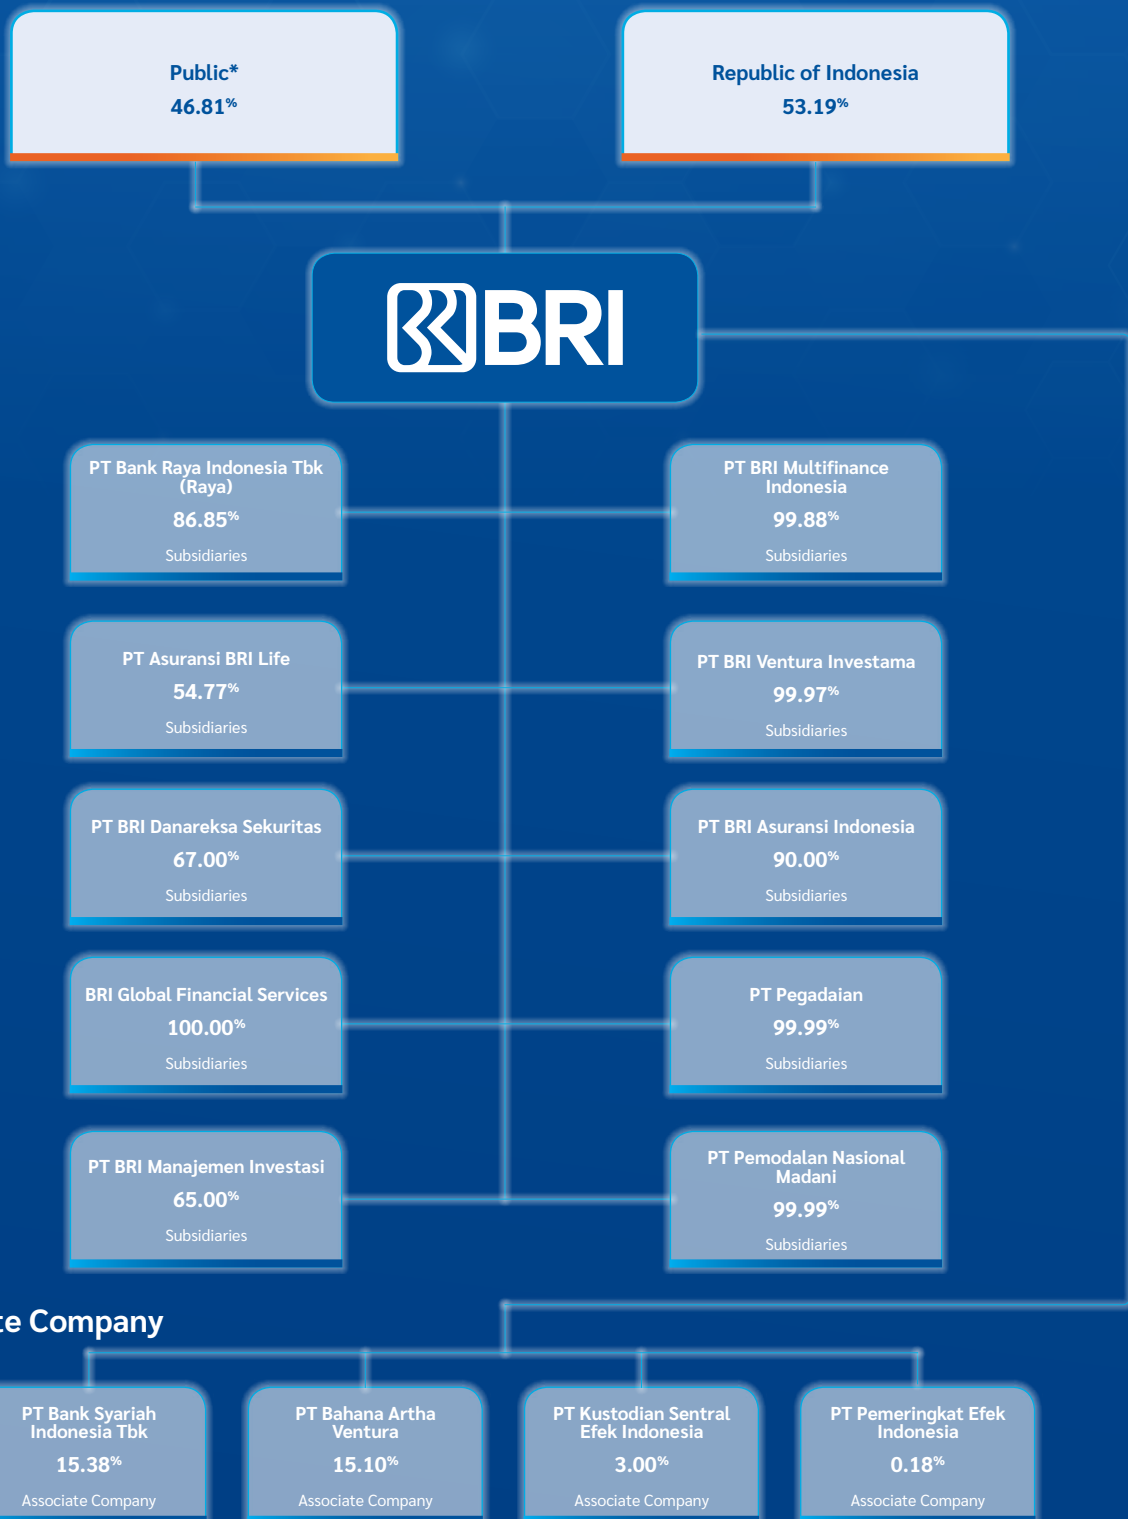 Public*
46.81%
Republic of Indonesia
53.19%
BRI
PT Bank Raya Indonesia Tbk
(Raya)
86.85%
Subsidiaries
PT BRI Multifinance
Indonesia
99.88%
Subsidiaries
PT Asuransi BRI Life
54.77%
Subsidiaries
PT BRI Ventura Investama
99.97%
Subsidiaries
PT BRI Danareksa Sekuritas
67.00%
Subsidiaries
PT BRI Asuransi Indonesia
90.00%
Subsidiaries
BRI Global Financial Services
100.00%
Subsidiaries
PT Pegadaian
99.99%
Subsidiaries
PT BRI Manajemen Investasi
65.00%
Subsidiaries
PT Pemodalan Nasional
Madani
99.99%
Subsidiaries
te Company
PT Bank Syariah
Indonesia Tbk
15.38%
Associate Company
PT Bahana Artha
Ventura
15.10%
Associate Company
PT Kustodian Sentral
Efek Indonesia
3.00%
Associate Company
PT Pemeringkat Efek
Indonesia
0.18%
Associate Company